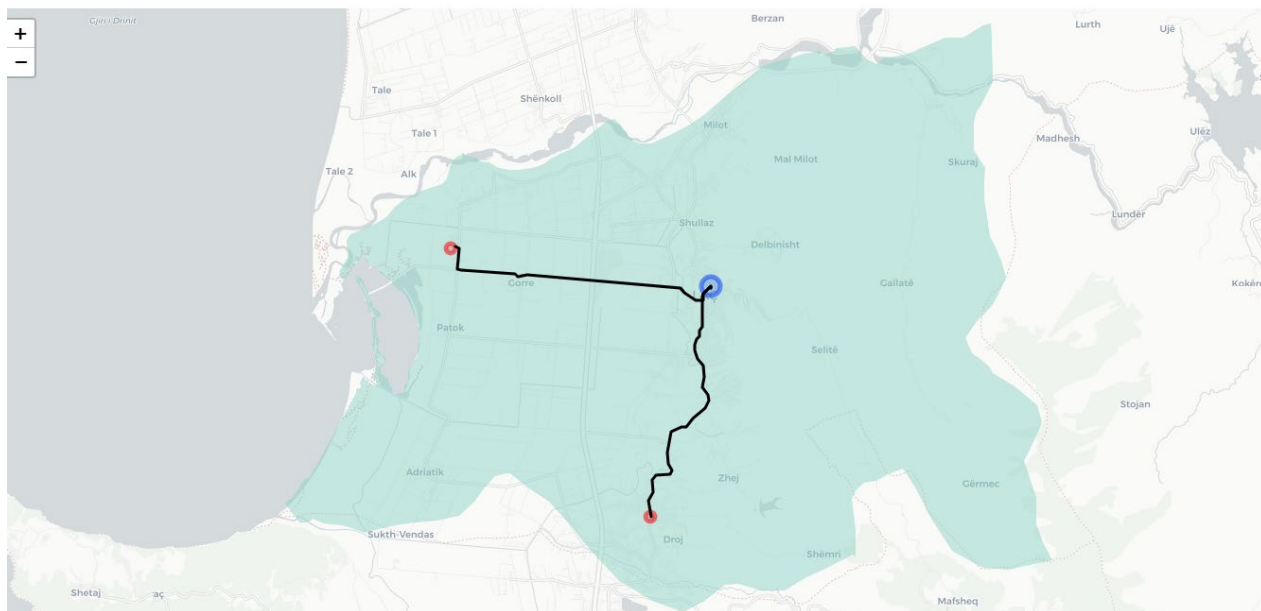 Gjiri i Drinit
Berzan
Lurth
Ujë
+
−
Tale
Shënkoll
Milot
Tale 1
Madhesh
Ulëz
Mal Milot
Skuraj
Tale 2
Alk
Lundër
Shullaz
Delbinisht
Gorre
Gallatë
Patok
Selitë
Stojan
Adriatik
Zhej
Gërmec
Sukth-Vendas
Droj
Shëmri
Shetaj
aç
Mafsheq